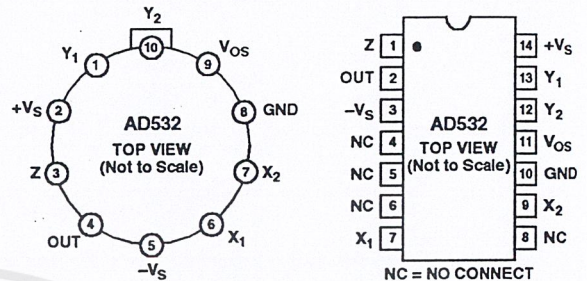 Y2
Y1
1
10
9
VOS
+VS
2
8
GND
AD532
TOP VIEW
(Not to Scale)
Z
3
7
X2
4
OUT
5
6
X1
–VS
Z 1
14 +VS
OUT 2
13 Y1
–VS 3
12 Y2
AD532
TOP VIEW
(Not to Scale)
NC 4
11 VOS
NC 5
10 GND
NC 6
9 X2
X1 7
8 NC
NC = NO CONNECT